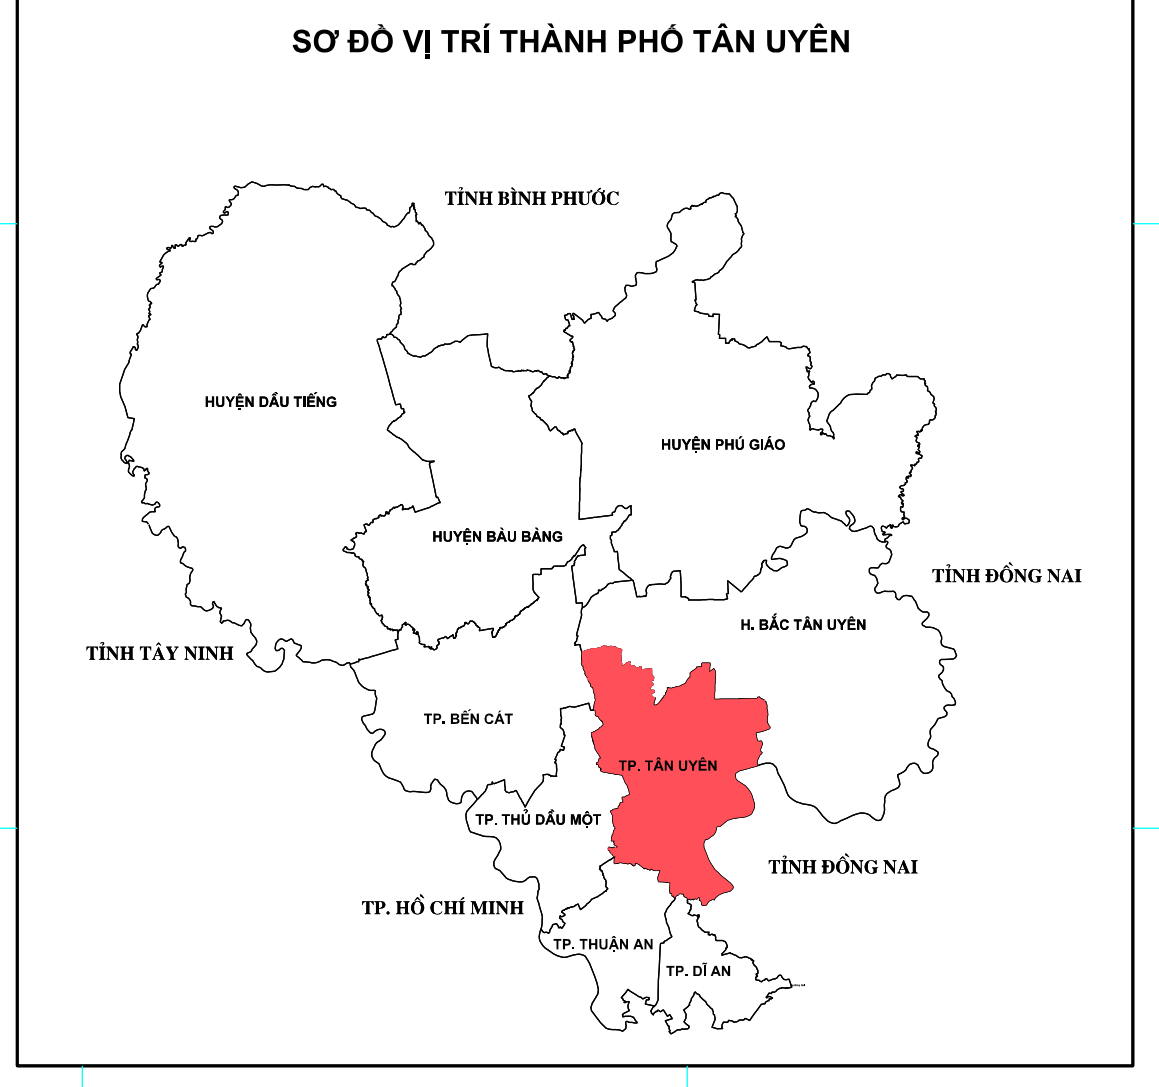 SƠ ĐỒ VỊ TRÍ THÀNH PHỐ TÂN UYÊN
TỈNH BÌNH PHƯỚC
HUYỆN DẦU TIẾNG
HUYỆN PHÚ GIÁO
HUYỆN BÀU BÀNG
TỈNH ĐỒNG NAI
H. BẮC TÂN UYÊN
TỈNH TÂY NINH
TP. BẾN CÁT
TP. TÂN UYÊN
TP. THỦ DẦU MỘT
TỈNH ĐỒNG NAI
TP. HỒ CHÍ MINH
TP. THUẬN AN
TP. DĨ AN